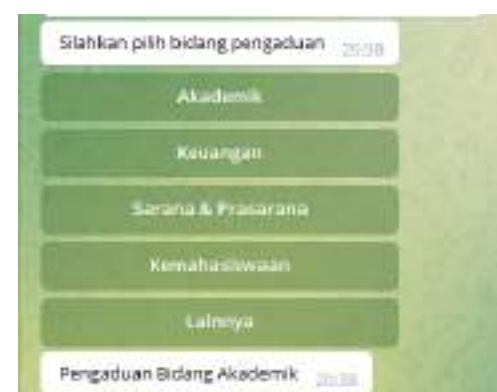 Silahkan pilih bidang pengaduan
Akademik
Keuangan
Sarana & Prasarana
Kemahasiswaan
Lainnya
Pengaduan Bidang Akademik